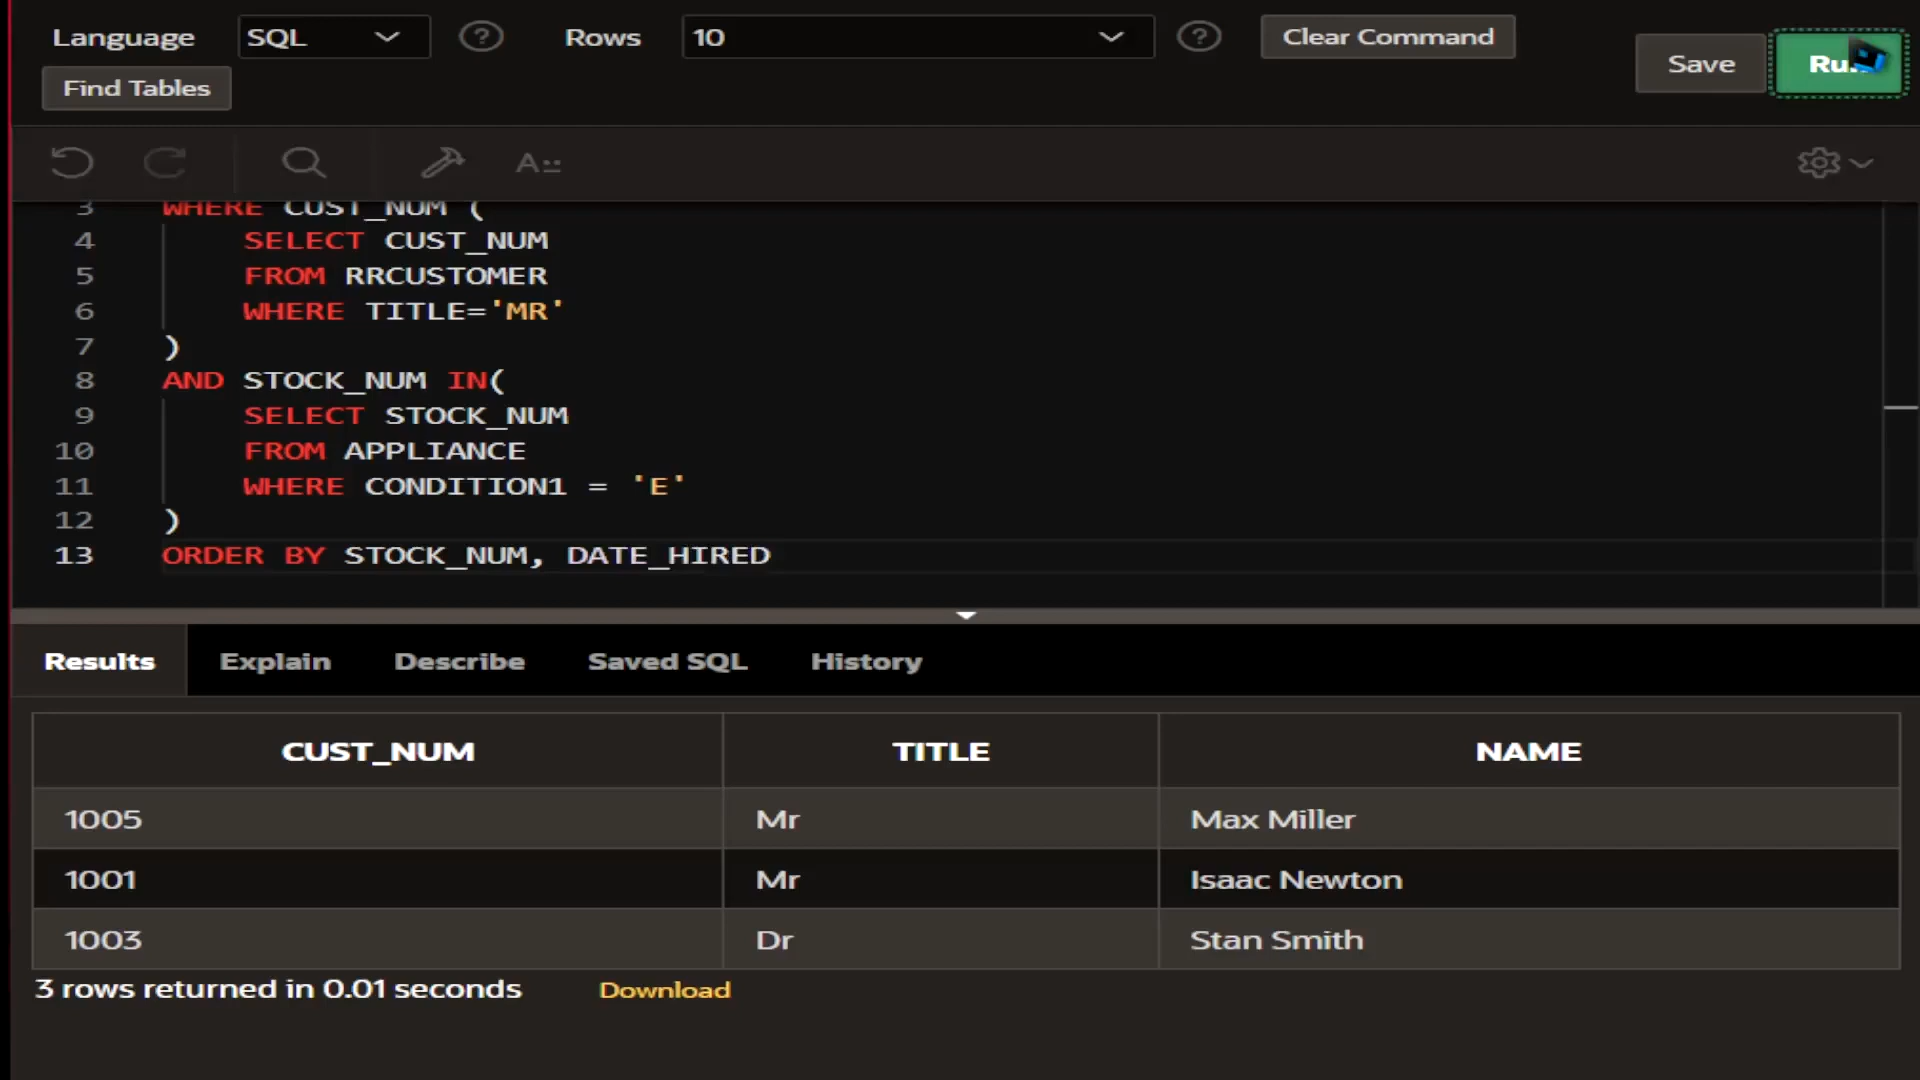 Language SQL ? Rows 10 ? Clear Command Save
Find Tables
A
3 WHERE CUST_NUM (
4 SELECT CUST_NUM
5 FROM RRCUSTOMER
6 WHERE TITLE='MR'
7 )
8 AND STOCK_NUM IN(
9 SELECT STOCK_NUM
10 FROM APPLIANCE
11 WHERE CONDITION1 = 'E'
12 )
13 ORDER BY STOCK_NUM, DATE_HIRED
Results Explain Describe Saved SQL History
CUST_NUM TITLE NAME
1005 Mr Max Miller
1001 Mr Isaac Newton
1003 Dr Stan Smith
3 rows returned in 0.01 seconds Download